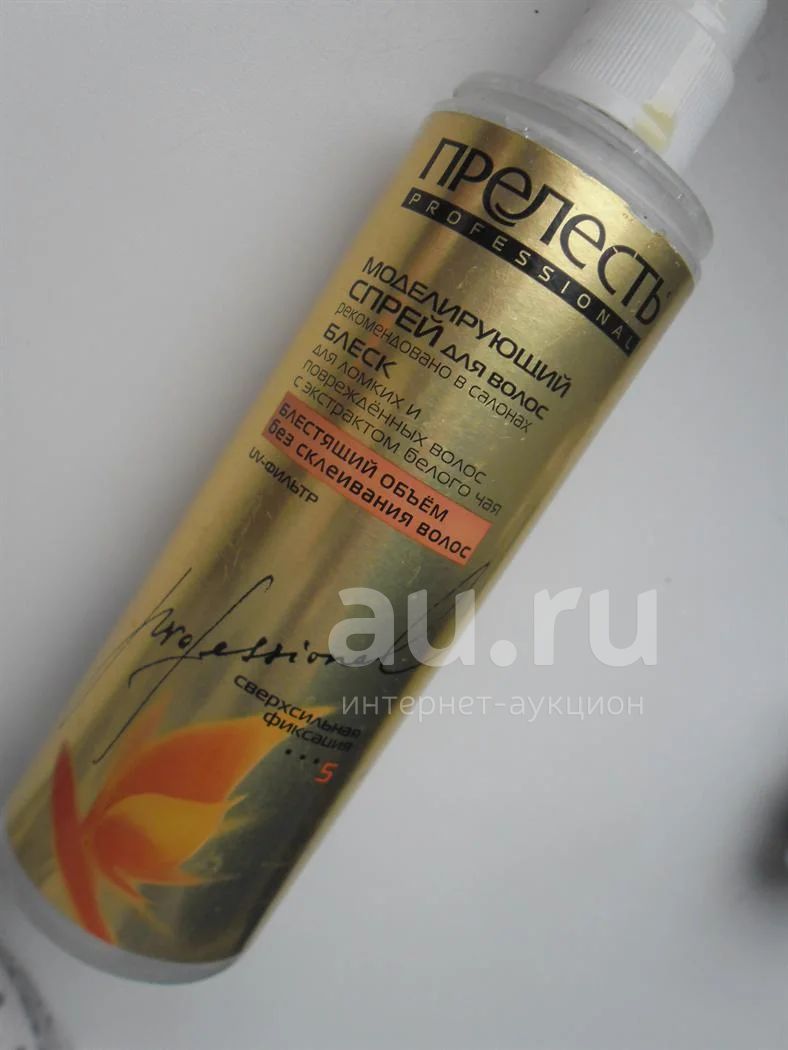 ПРЕЛЕСТЬ
PROFESSIONAL
МОДЕЛИРУЮЩИЙ
СПРЕЙ ДЛЯ ВОЛОС
рекомендовано в салонах
БЛЕСК
для ломких и
повреждённых волос
с экстрактом белого чая
БЛЕСТЯЩИЙ ОБЪЁМ
без склеивания волос
UV-ФИЛЬТР
professional
сверхсильная
фиксация
...5
au.ru
интернет-аукцион